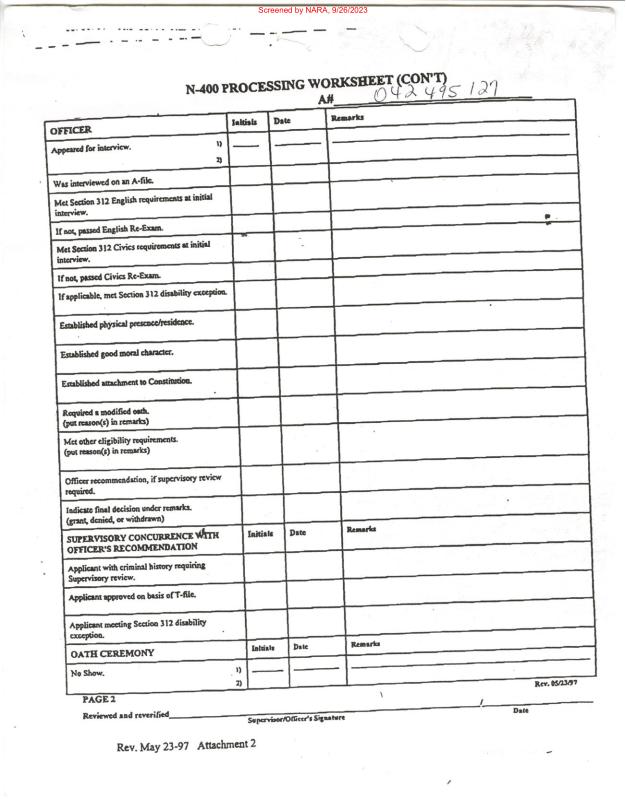 Screened by NARA, 9/26/2023
N-400 PROCESSING WORKSHEET (CON'T)
A# 042 495 127
OFFICER Initials Date Remarks
Appeared for interview. 1)
2)
Was interviewed on an A-file.
Met Section 312 English requirements at initial
interview.
If not, passed English Re-Exam.
Met Section 312 Civics requirements at initial
interview.
If not, passed Civics Re-Exam.
If applicable, met Section 312 disability exception.
Established physical presence/residence.
Established good moral character.
Established attachment to Constitution.
Required a modified oath.
(put reason(s) in remarks)
Met other eligibility requirements.
(put reason(s) in remarks)
Officer recommendation, if supervisory review
required.
Indicate final decision under remarks.
(grant, denied, or withdrawn)
SUPERVISORY CONCURRENCE WITH Initials Date Remarks
OFFICER'S RECOMMENDATION
Applicant with criminal history requiring
Supervisory review.
Applicant approved on basis of T-file.
Applicant meeting Section 312 disability
exception.
OATH CEREMONY Initials Date Remarks
No Show. 1)
2)
Rev. 05/23/97
PAGE 2
Reviewed and reverified
Supervisor/Officer's Signature Date
Rev. May 23-97 Attachment 2